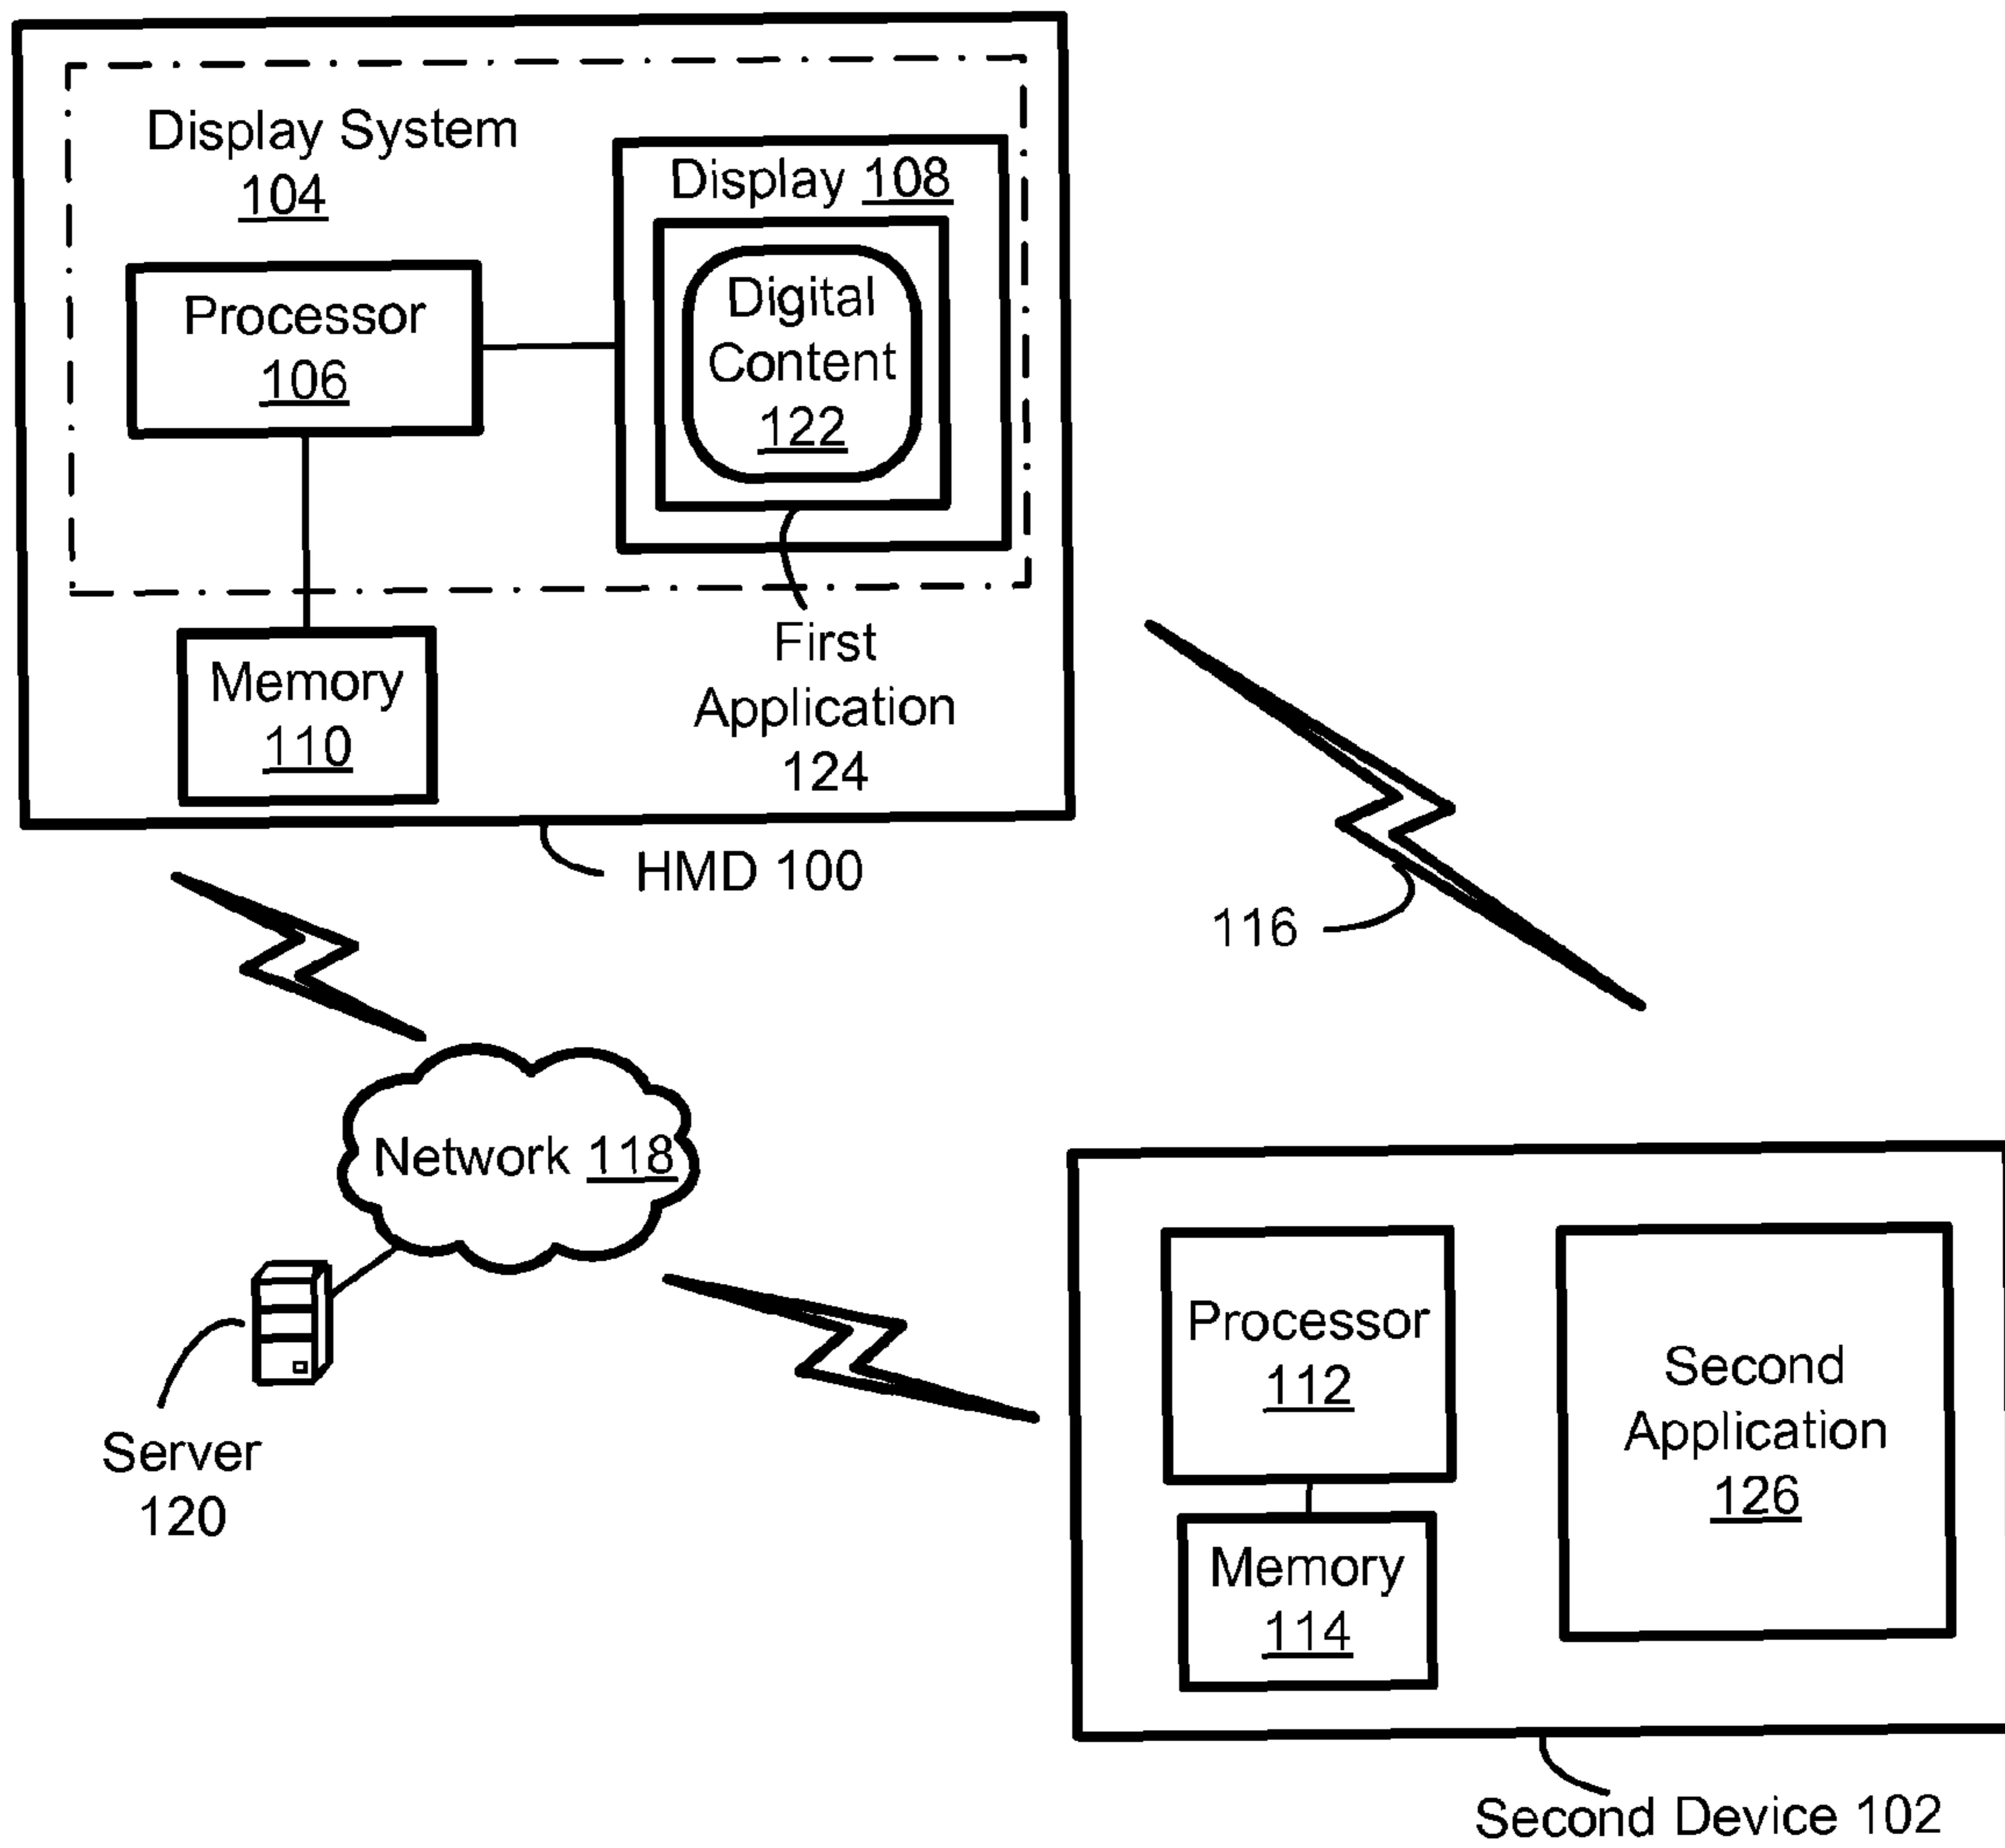 Display System
104
Display 108
Processor
106
Digital
Content
122
Memory
110
First
Application
124
HMD 100
116
Network 118
Server
120
Processor
112
Memory
114
Second
Application
126
Second Device 102